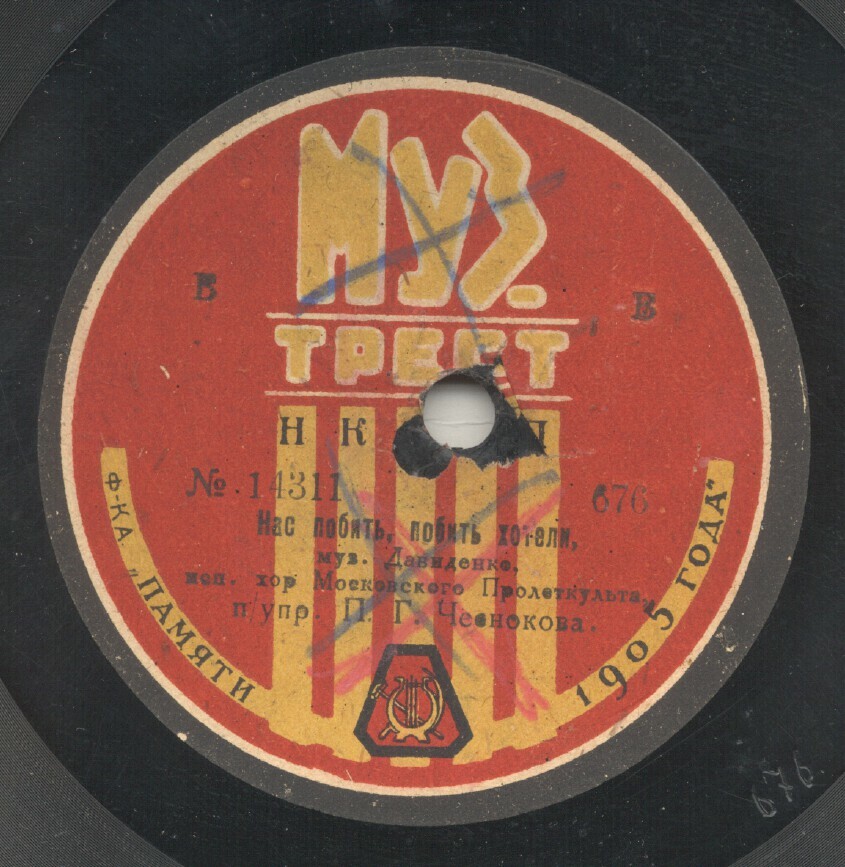 Муз.
ТРЕСТ
В В
Н К П
№ 14311 676
Нас побить, побить хотели,
муз. Давиденко.
исп. хор Московского Пролеткульта,
п/упр. П. Г. Чеснокова.
Ф-КА. „ПАМЯТИ 1905 ГОДА"
676